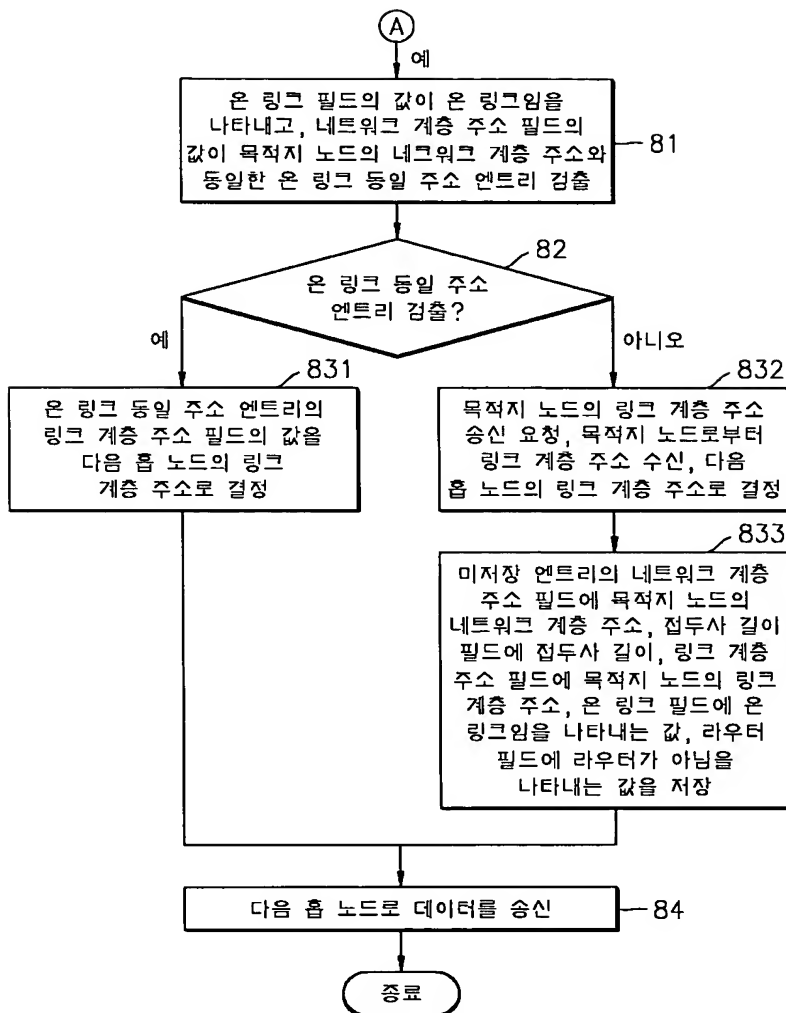 A
예
온 링크 필드의 값이 온 링크임을
나타내고, 네트워크 계층 주소 필드의
값이 목적지 노드의 네크워크 계층 주소와
동일한 온 링크 동일 주소 엔트리 검출
81
82
온 링크 동일 주소
엔트리 검출?
예
아니오
831
온 링크 동일 주소 엔트리의
링크 계층 주소 필드의 값을
다음 홉 노드의 링크
계층 주소로 결정
832
목적지 노드의 링크 계층 주소
송신 요청, 목적지 노드로부터
링크 계층 주소 수신, 다음
홉 노드의 링크 계층 주소로 결정
833
미저장 엔트리의 네트워크 계층
주소 필드에 목적지 노드의
네트워크 계층 주소, 접두사 길이
필드에 접두사 길이, 링크 계층
주소 필드에 목적지 노드의 링크
계층 주소, 온 링크 필드에 온
링크임을 나타내는 값, 라우터
필드에 라우터가 아님을
나타내는 값을 저장
다음 홉 노드로 데이터를 송신
84
종료